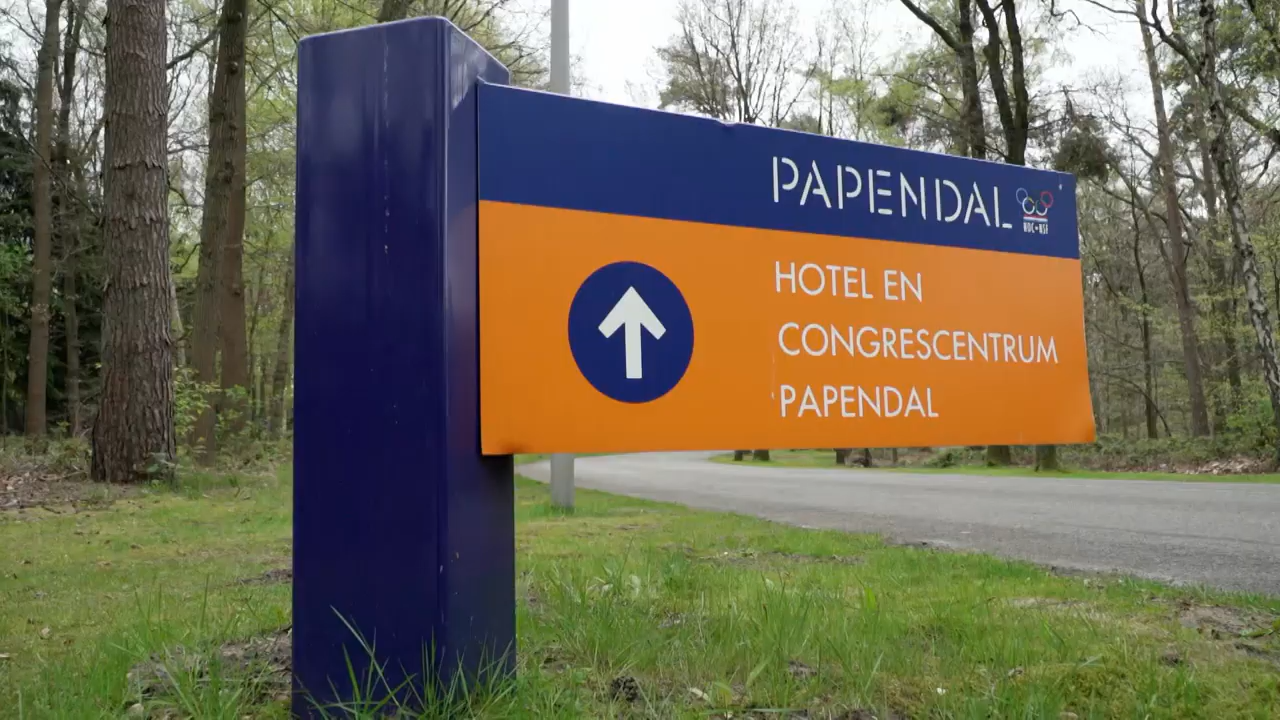 PAPENDAL
NOC*NSF
HOTEL EN
CONGRESCENTRUM
PAPENDAL